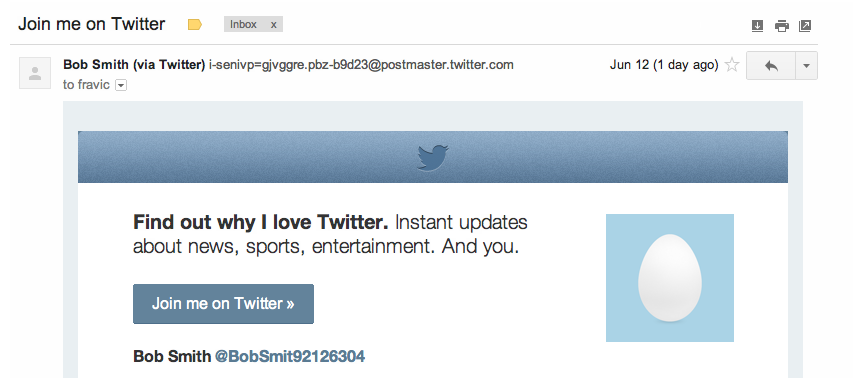 Join me on Twitter
Inbox x
Bob Smith (via Twitter) i-senivp=gjvggre.pbz-b9d23@postmaster.twitter.com
Jun 12 (1 day ago)
to fravic
Find out why I love Twitter. Instant updates
about news, sports, entertainment. And you.
Join me on Twitter »
Bob Smith @BobSmit92126304